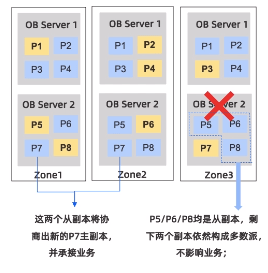 OB Server 1
P1 P2
P3 P4
OB Server 2
P5 P6
P7 P8
Zone1
OB Server 1
P1 P2
P3 P4
OB Server 2
P5 P6
P7 P8
Zone2
OB Server 1
P1 P2
P3 P4
OB Server 2
P5 P6
P7 P8
Zone3
这两个从副本将协
商出新的P7主副本，
并承接业务
P5/P6/P8均是从副本，剩
下两个副本依然构成多数派，
不影响业务；